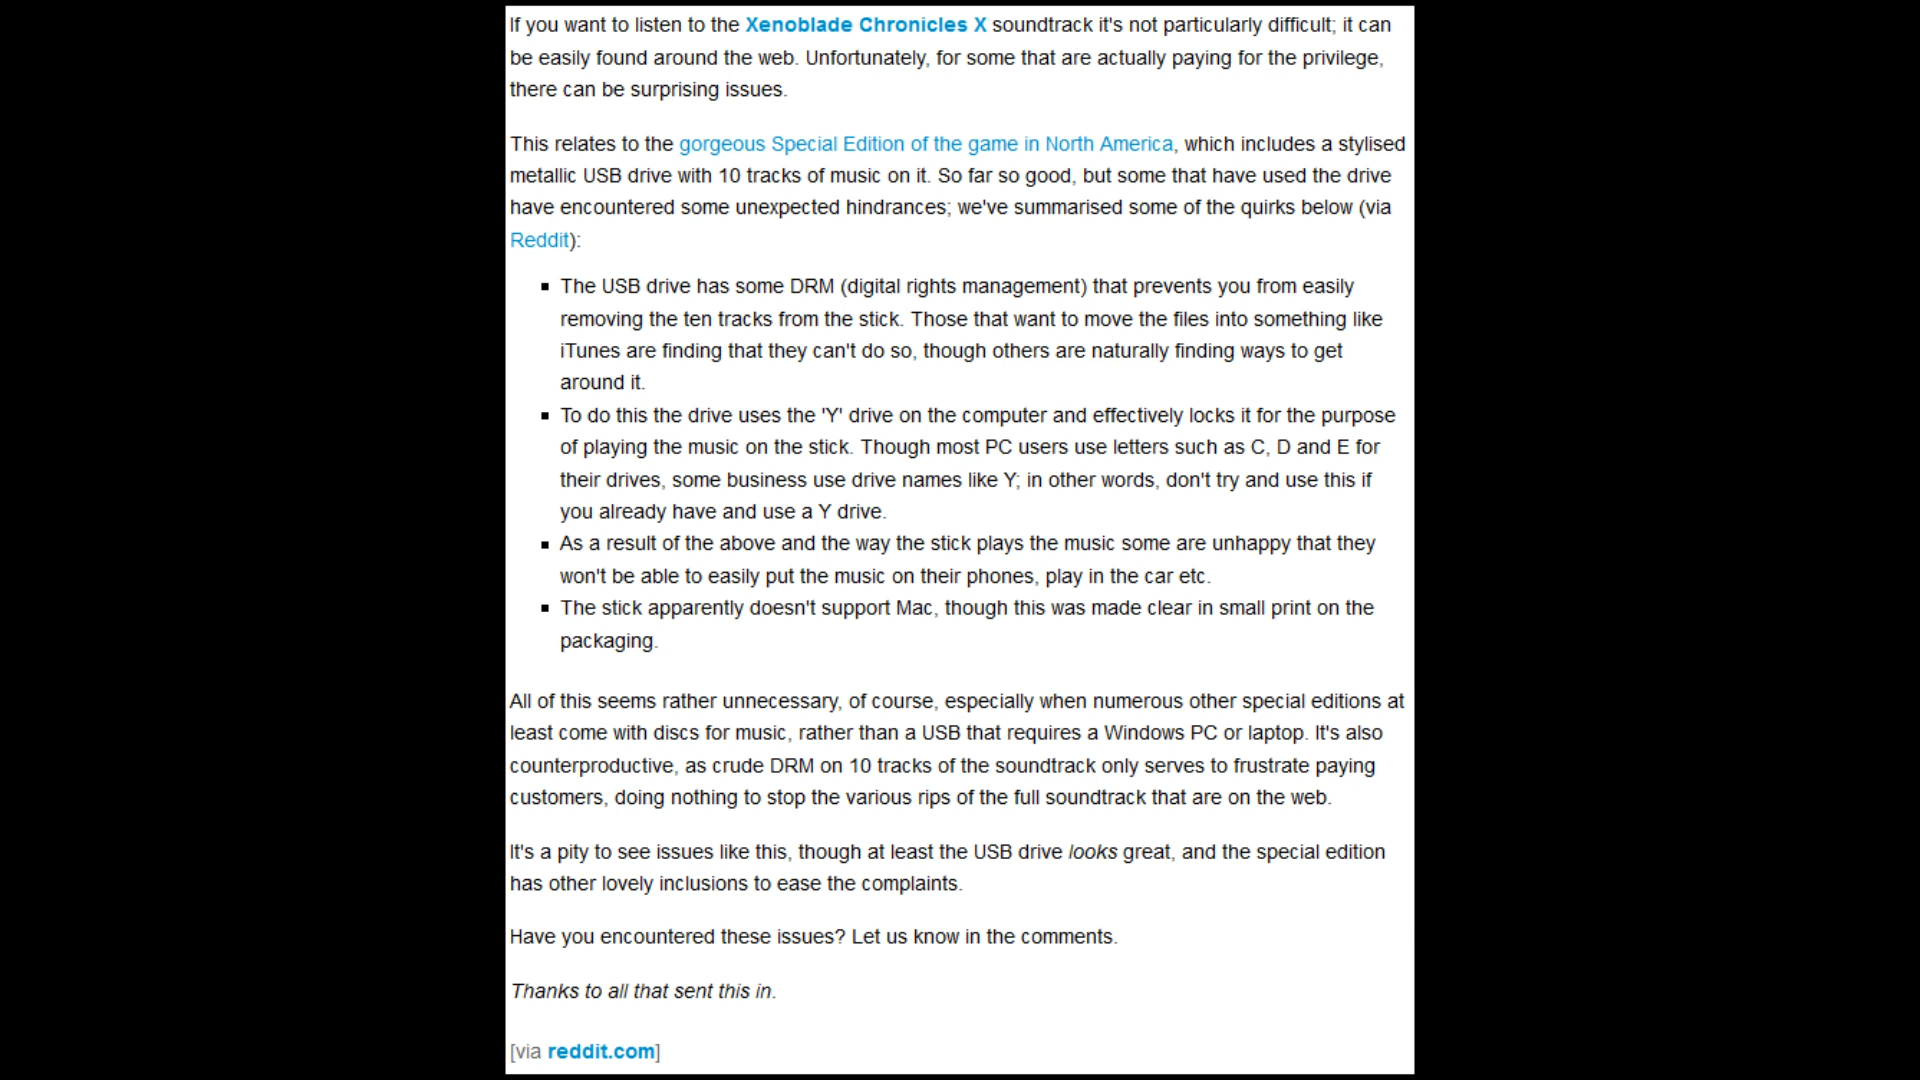 If you want to listen to the Xenoblade Chronicles X soundtrack it's not particularly difficult; it can
be easily found around the web. Unfortunately, for some that are actually paying for the privilege,
there can be surprising issues.
This relates to the gorgeous Special Edition of the game in North America, which includes a stylised
metallic USB drive with 10 tracks of music on it. So far so good, but some that have used the drive
have encountered some unexpected hindrances; we've summarised some of the quirks below (via
Reddit):
▪ The USB drive has some DRM (digital rights management) that prevents you from easily
removing the ten tracks from the stick. Those that want to move the files into something like
iTunes are finding that they can't do so, though others are naturally finding ways to get
around it.
▪ To do this the drive uses the 'Y' drive on the computer and effectively locks it for the purpose
of playing the music on the stick. Though most PC users use letters such as C, D and E for
their drives, some business use drive names like Y; in other words, don't try and use this if
you already have and use a Y drive.
▪ As a result of the above and the way the stick plays the music some are unhappy that they
won't be able to easily put the music on their phones, play in the car etc.
▪ The stick apparently doesn't support Mac, though this was made clear in small print on the
packaging.
All of this seems rather unnecessary, of course, especially when numerous other special editions at
least come with discs for music, rather than a USB that requires a Windows PC or laptop. It's also
counterproductive, as crude DRM on 10 tracks of the soundtrack only serves to frustrate paying
customers, doing nothing to stop the various rips of the full soundtrack that are on the web.
It's a pity to see issues like this, though at least the USB drive looks great, and the special edition
has other lovely inclusions to ease the complaints.
Have you encountered these issues? Let us know in the comments.
Thanks to all that sent this in.
[via reddit.com]